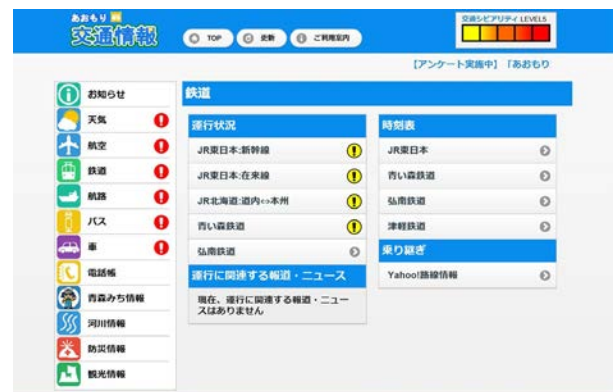 あおもり
交通情報
TOP
更新
ご利用案内
交通シビアリティ LEVEL5
【アンケート実施中】「あおもり
お知らせ
天気
航空
鉄道
航路
バス
車
電話帳
青森みち情報
河川情報
防災情報
観光情報
鉄道
運行状況
JR東日本:新幹線
JR東日本:在来線
JR北海道:道内⇔本州
青い森鉄道
弘南鉄道
運行に関連する報道・ニュース
現在、運行に関連する報道・ニュー
スはありません
時刻表
JR東日本
青い森鉄道
弘南鉄道
津軽鉄道
乗り継ぎ
Yahoo!路線情報